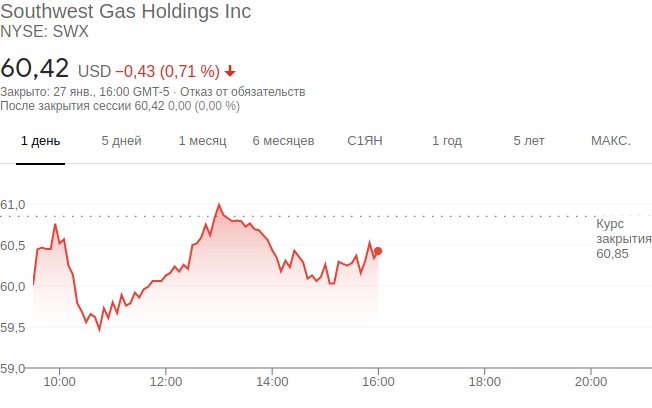 Southwest Gas Holdings Inc
NYSE: SWX
60,42 USD −0,43 (0,71 %)
Закрыто: 27 янв., 16:00 GMT-5 · Отказ от обязательств
После закрытия сессии 60,42 0,00 (0,00 %)
1 день 5 дней 1 месяц 6 месяцев С1ЯН 1 год 5 лет МАКС.
61,0
Курс
закрытия
60,5
60,85
60,0
59,5
59,0
10:00 12:00 14:00 16:00 18:00 20:00